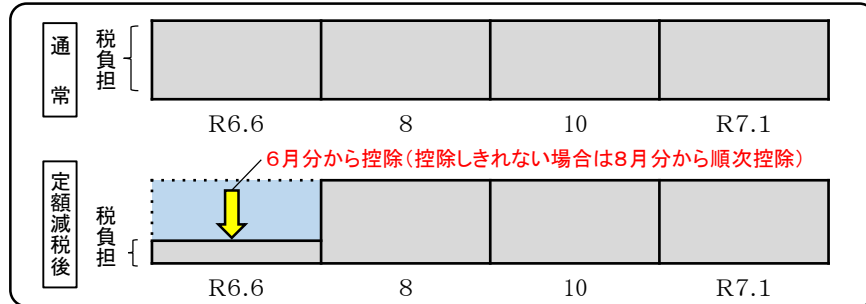 通常
税負担
R6.6 8 10 R7.1
6月分から控除(控除しきれない場合は8月分から順次控除)
定額減税後
税負担
R6.6 8 10 R7.1